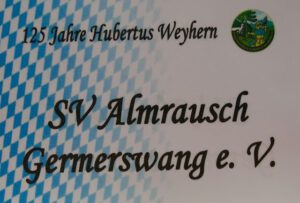 125 Jahre Hubertus Weyhern
SV Almrausch
Germerswang e. V.